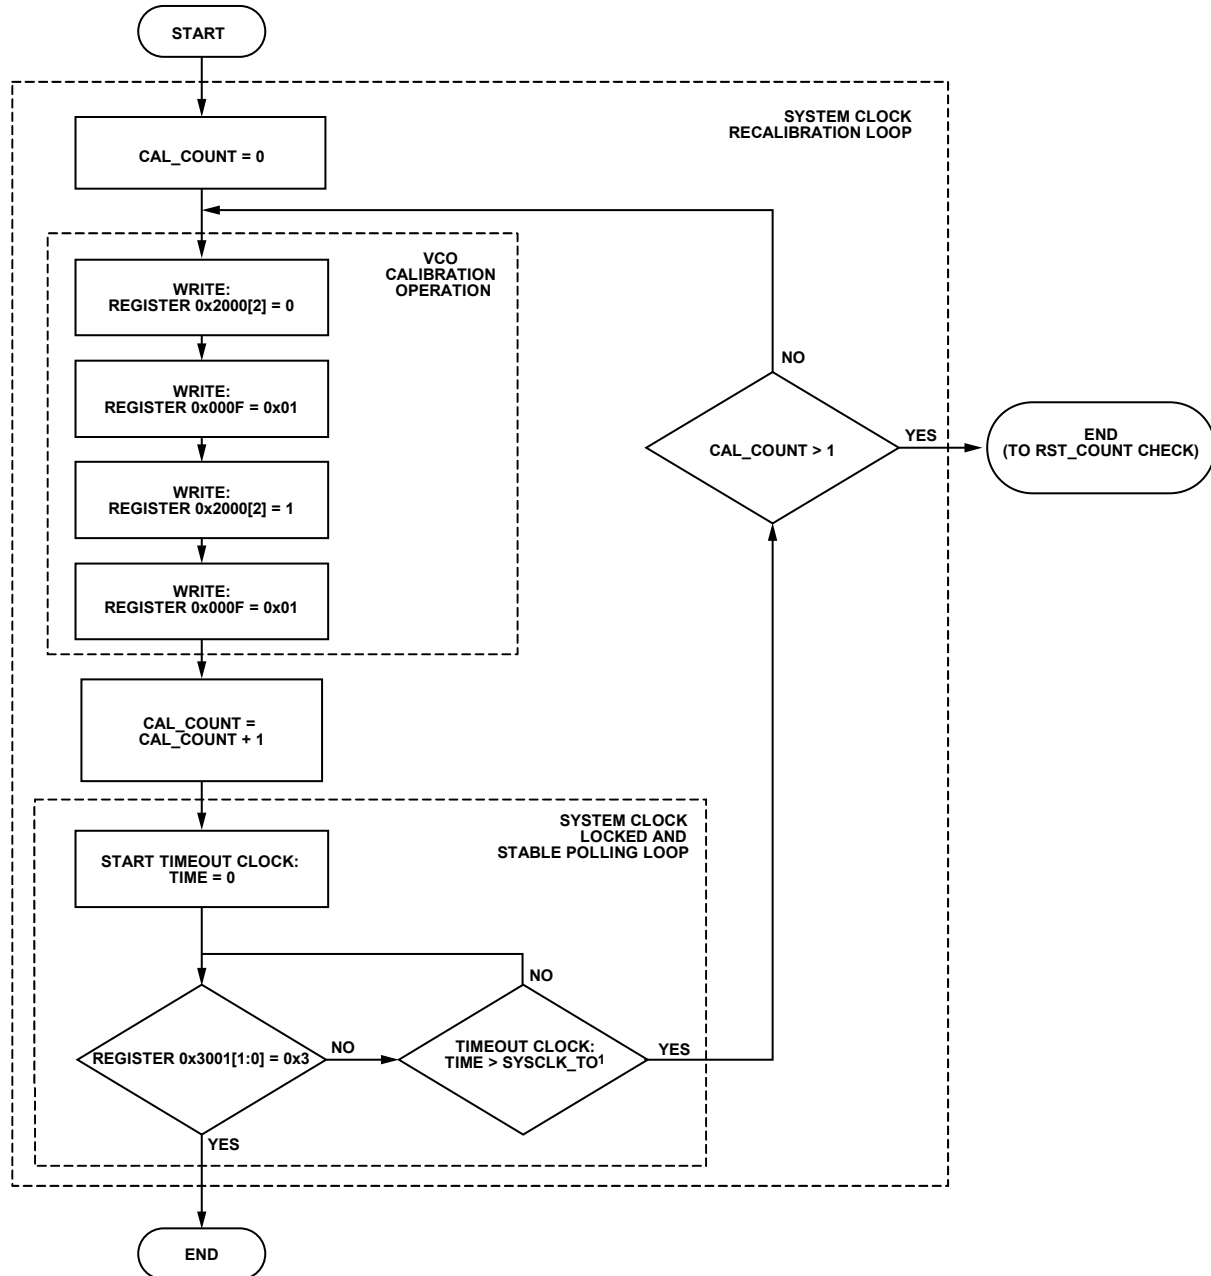 START
SYSTEM CLOCK
RECALIBRATION LOOP
CAL_COUNT = 0
VCO
CALIBRATION
OPERATION
WRITE:
REGISTER 0x2000[2] = 0
WRITE:
REGISTER 0x000F = 0x01
WRITE:
REGISTER 0x2000[2] = 1
WRITE:
REGISTER 0x000F = 0x01
NO
CAL_COUNT > 1
YES
END
(TO RST_COUNT CHECK)
CAL_COUNT =
CAL_COUNT + 1
SYSTEM CLOCK
LOCKED AND
STABLE POLLING LOOP
START TIMEOUT CLOCK:
TIME = 0
NO
REGISTER 0x3001[1:0] = 0x3
NO
TIMEOUT CLOCK:
TIME > SYSCLK_TO¹
YES
YES
END